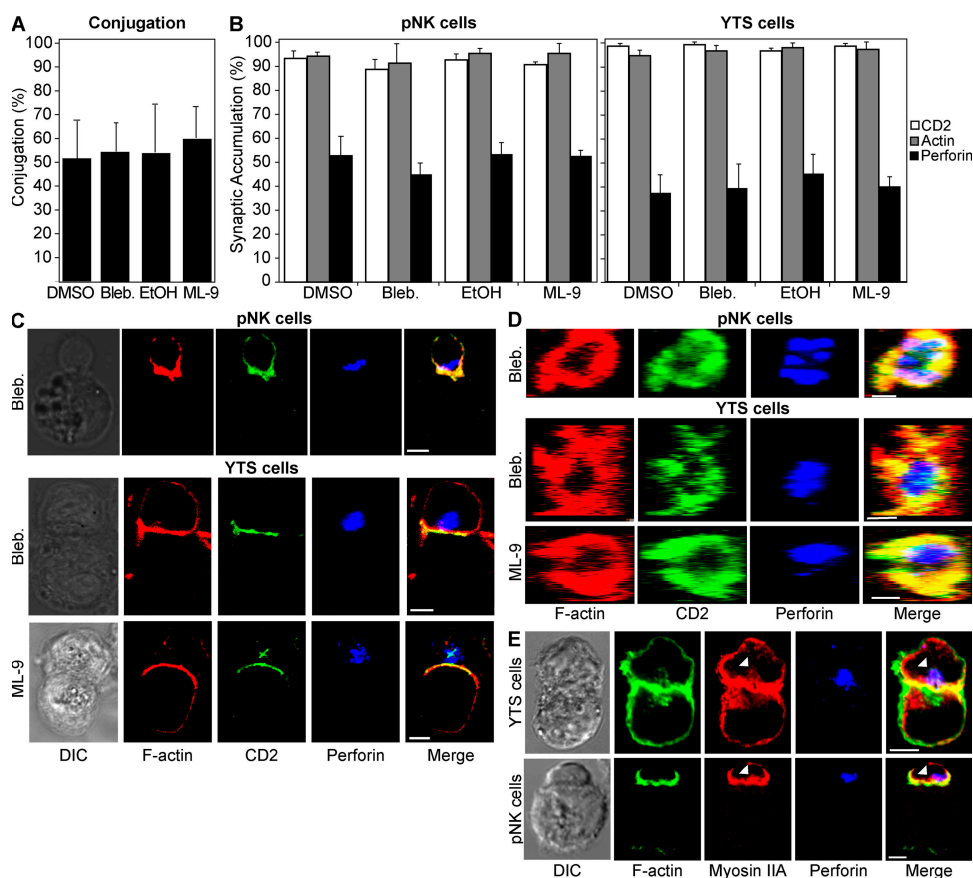 A
Conjugation
Conjugation (%)
100
90
80
70
60
50
40
30
20
10
DMSO Bleb. EtOH ML-9
B
pNK cells
YTS cells
Synaptic Accumulation (%)
100
90
80
70
60
50
40
30
20
10
0
DMSO Bleb. EtOH ML-9
DMSO Bleb. EtOH ML-9
CD2
Actin
Perforin
C
pNK cells
Bleb.
YTS cells
Bleb.
ML-9
DIC F-actin CD2 Perforin Merge
D
pNK cells
Bleb.
YTS cells
Bleb.
ML-9
F-actin CD2 Perforin Merge
E
YTS cells
pNK cells
DIC F-actin Myosin IIA Perforin Merge